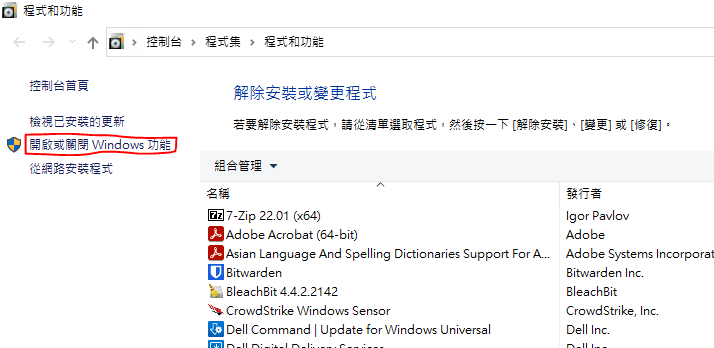 程式和功能
控制台 程式集 程式和功能
控制台首頁
檢視已安裝的更新
開啟或關閉 Windows 功能
從網路安裝程式
解除安裝或變更程式
若要解除安裝程式，請從清單選取程式，然後按一下 [解除安裝]、[變更] 或 [修復]。
組合管理
名稱 發行者
7-Zip 22.01 (x64) Igor Pavlov
Adobe Acrobat (64-bit) Adobe
Asian Language And Spelling Dictionaries Support For A... Adobe Systems Incorporat
Bitwarden Bitwarden Inc.
BleachBit 4.4.2.2142 BleachBit
CrowdStrike Windows Sensor CrowdStrike, Inc.
Dell Command | Update for Windows Universal Dell Inc.
Dell Digital Delivery Services Dell Inc.